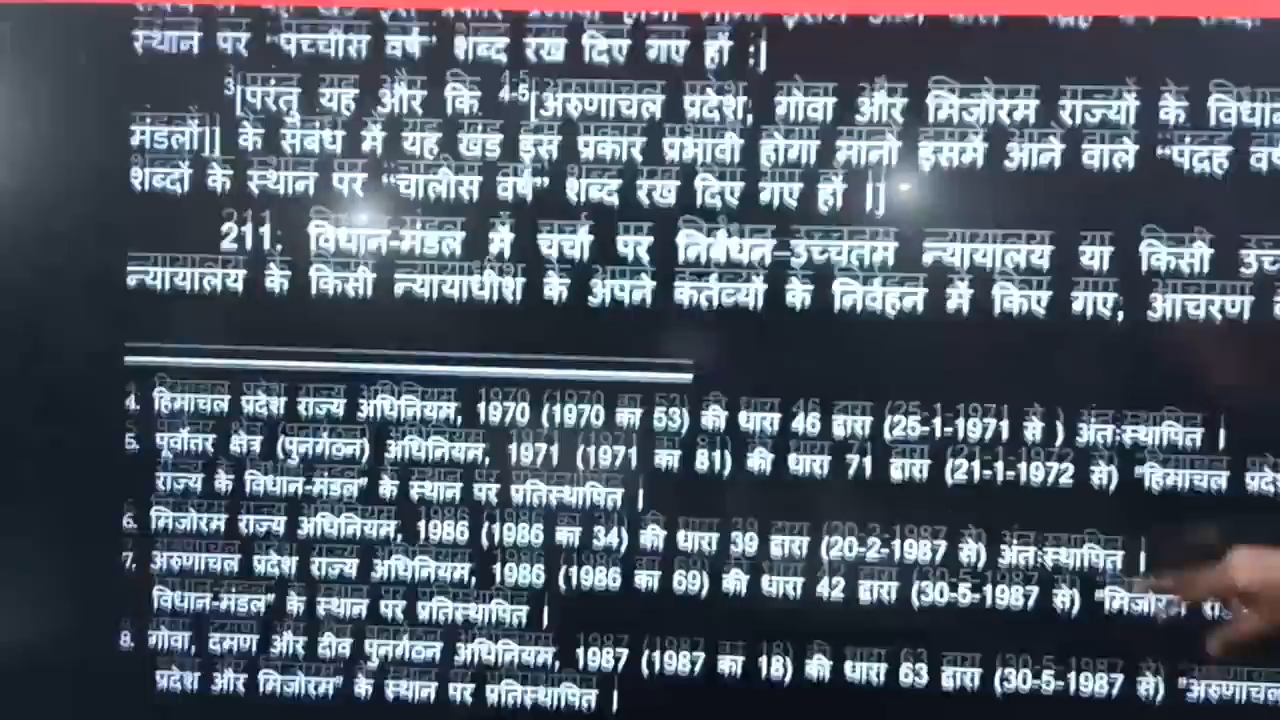 स्थान पर “पच्चीस वर्ष” शब्द रख दिए गए हों :]
3[परंतु यह और कि 4-5[अरुणाचल प्रदेश, गोवा और मिजोरम राज्यों के
मंडलों]] के संबंध में यह खंड इस प्रकार प्रभावी होगा मानो इसमें आने वाले “पंद्रह
शब्दों के स्थान पर “चालीस वर्ष” शब्द रख दिए गए हों ।]
211. विधान-मंडल में चर्चा पर निर्बंधन–उच्चतम न्यायालय या किसी
न्यायालय के किसी न्यायाधीश के अपने कर्तव्यों के निर्वहन में किए गए, आचरण
4. हिमाचल प्रदेश राज्य अधिनियम, 1970 (1970 का 53) की धारा 46 द्वारा (25-1-1971 से ) अंतःस्थापित ।
5. पूर्वोत्तर क्षेत्र (पुनर्गठन) अधिनियम, 1971 (1971 का 81) की धारा 71 द्वारा (21-1-1972 से) “हिमाचल
राज्य के विधान-मंडल” के स्थान पर प्रतिस्थापित ।
6. मिजोरम राज्य अधिनियम, 1986 (1986 का 34) की धारा 39 द्वारा (20-2-1987 से) अंतःस्थापित ।
7. अरुणाचल प्रदेश राज्य अधिनियम, 1986 (1986 का 69) की धारा 42 द्वारा (30-5-1987 से) “मिजोरम
विधान-मंडल” के स्थान पर प्रतिस्थापित ।
8. गोवा, दमण और दीव पुनर्गठन अधिनियम, 1987 (1987 का 18) की धारा 63 द्वारा (30-5-1987 से) “अरुणाचल
प्रदेश और मिजोरम” के स्थान पर प्रतिस्थापित ।